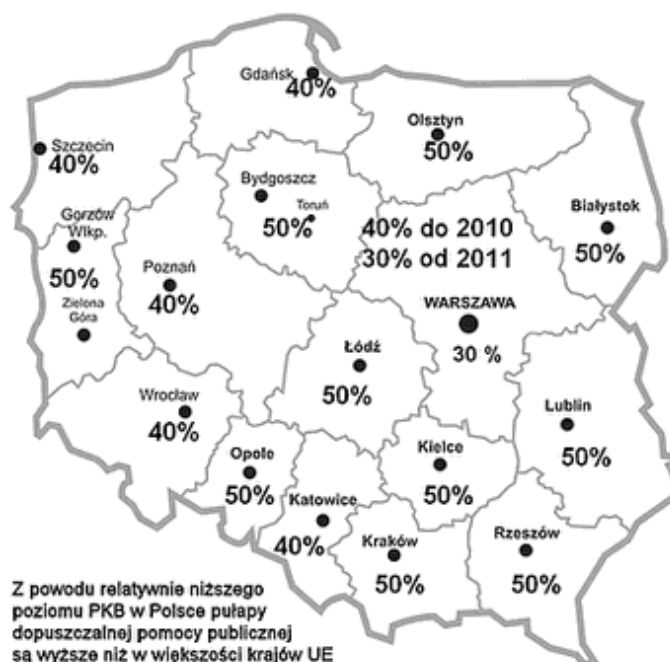 Gdańsk
40%
Olsztyn
50%
Szczecin
40%
Bydgoszcz
Toruń
50%
40% do 2010
30% od 2011
Białystok
50%
Gorzów
Wlkp.
50%
Zielona
Góra
Poznań
40%
WARSZAWA
30 %
Łódź
50%
Wrocław
40%
Lublin
50%
Opole
50%
Kielce
50%
Katowice
40%
Kraków
50%
Rzeszów
50%
Z powodu relatywnie niższego
poziomu PKB w Polsce pułapy
dopuszczalnej pomocy publicznej
są wyższe niż w większości krajów UE